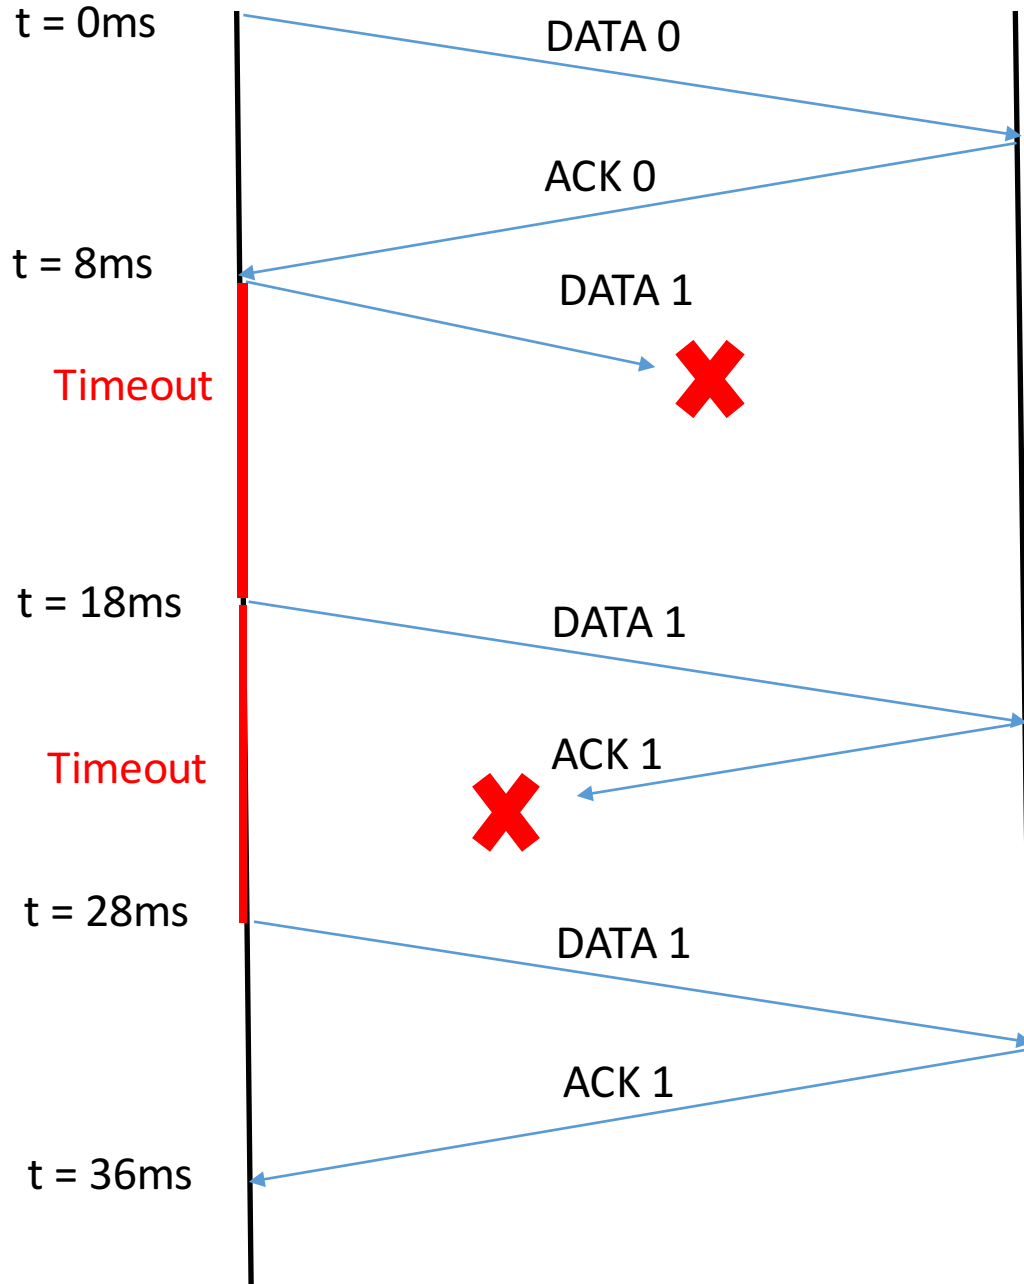 t = 0ms
DATA 0
ACK 0
t = 8ms
DATA 1
Timeout
t = 18ms
DATA 1
ACK 1
Timeout
t = 28ms
DATA 1
ACK 1
t = 36ms